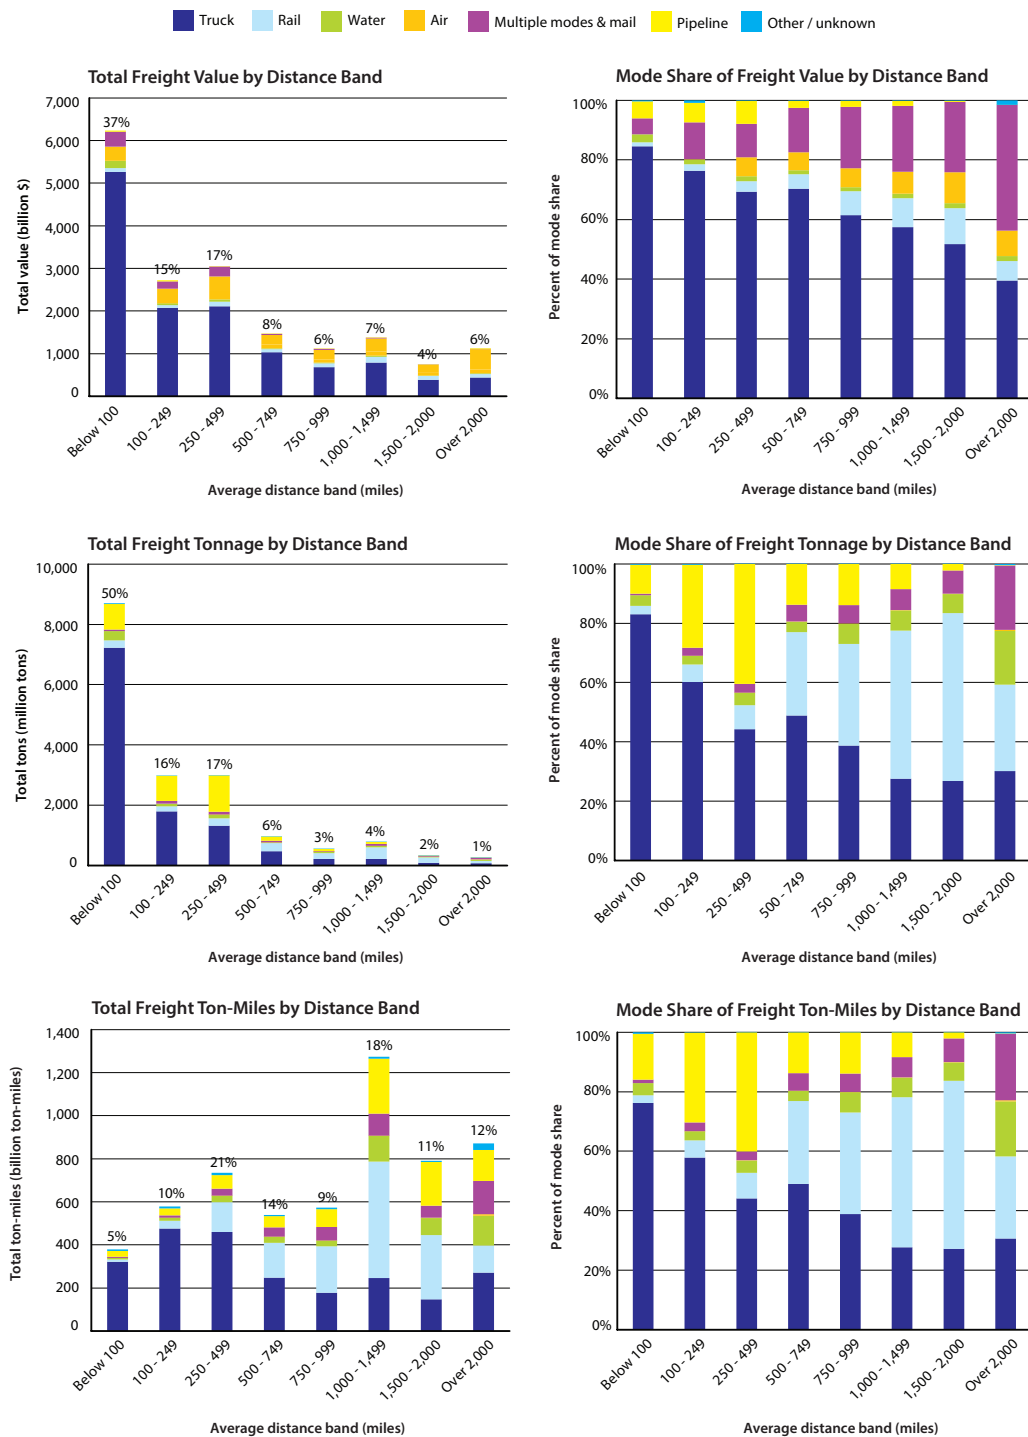 Truck Rail Water Air Multiple modes & mail Pipeline Other / unknown
Total Freight Value by Distance Band
Total value (billion $)
7,000
6,000
5,000
4,000
3,000
2,000
1,000
0
37%
15%
17%
8%
6%
7%
4%
6%
Below 100
100 - 249
250 - 499
500 - 749
750 - 999
1,000 - 1,499
1,500 - 2,000
Over 2,000
Average distance band (miles)
Mode Share of Freight Value by Distance Band
Percent of mode share
100%
80%
60%
40%
20%
0%
Below 100
100 - 249
250 - 499
500 - 749
750 - 999
1,000 - 1,499
1,500 - 2,000
Over 2,000
Average distance band (miles)
Total Freight Tonnage by Distance Band
Total tons (million tons)
10,000
8,000
6,000
4,000
2,000
0
50%
16%
17%
6%
3%
4%
2%
1%
Below 100
100 - 249
250 - 499
500 - 749
750 - 999
1,000 - 1,499
1,500 - 2,000
Over 2,000
Average distance band (miles)
Mode Share of Freight Tonnage by Distance Band
Percent of mode share
100%
80%
60%
40%
20%
0%
Below 100
100 - 249
250 - 499
500 - 749
750 - 999
1,000 - 1,499
1,500 - 2,000
Over 2,000
Average distance band (miles)
Total Freight Ton-Miles by Distance Band
Total ton-miles (billion ton-miles)
1,400
1,200
1,000
800
600
400
200
0
5%
10%
21%
14%
9%
18%
11%
12%
Below 100
100 - 249
250 - 499
500 - 749
750 - 999
1,000 - 1,499
1,500 - 2,000
Over 2,000
Average distance band (miles)
Mode Share of Freight Ton-Miles by Distance Band
Percent of mode share
100%
80%
60%
40%
20%
0%
Below 100
100 - 249
250 - 499
500 - 749
750 - 999
1,000 - 1,499
1,500 - 2,000
Over 2,000
Average distance band (miles)